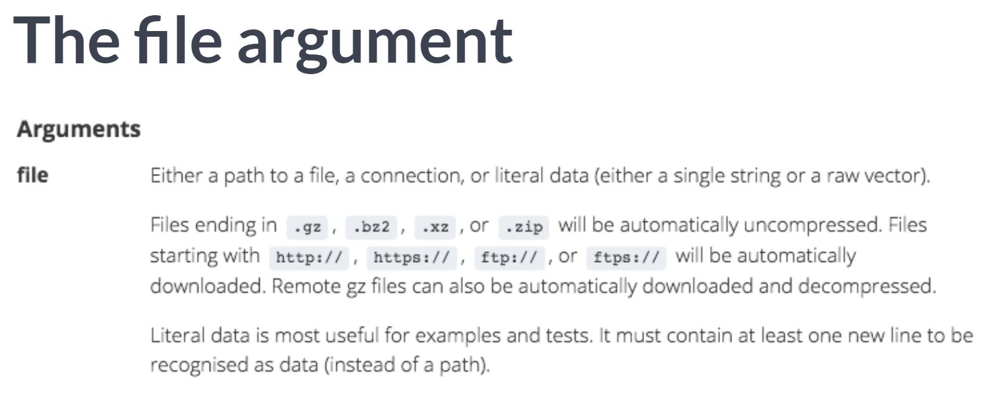 The file argument
Arguments
file Either a path to a file, a connection, or literal data (either a single string or a raw vector).
Files ending in .gz , .bz2 , .xz , or .zip will be automatically uncompressed. Files
starting with http:// , https:// , ftp:// , or ftps:// will be automatically
downloaded. Remote gz files can also be automatically downloaded and decompressed.
Literal data is most useful for examples and tests. It must contain at least one new line to be
recognised as data (instead of a path).